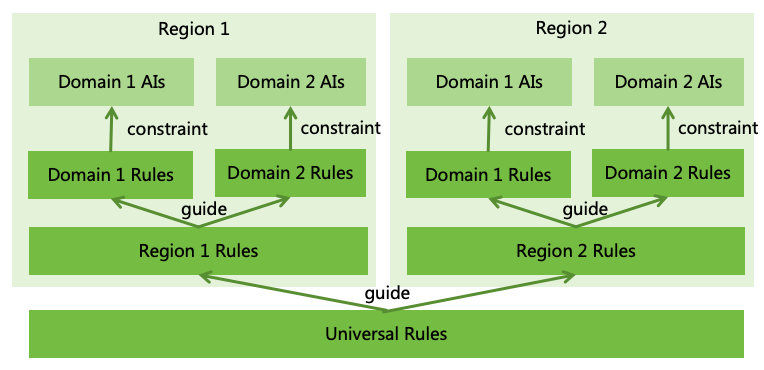 Region 1
Region 2
Domain 1 AIs
Domain 2 AIs
Domain 1 AIs
Domain 2 AIs
constraint
constraint
constraint
constraint
Domain 1 Rules
Domain 2 Rules
Domain 1 Rules
Domain 2 Rules
guide
guide
Region 1 Rules
Region 2 Rules
guide
Universal Rules